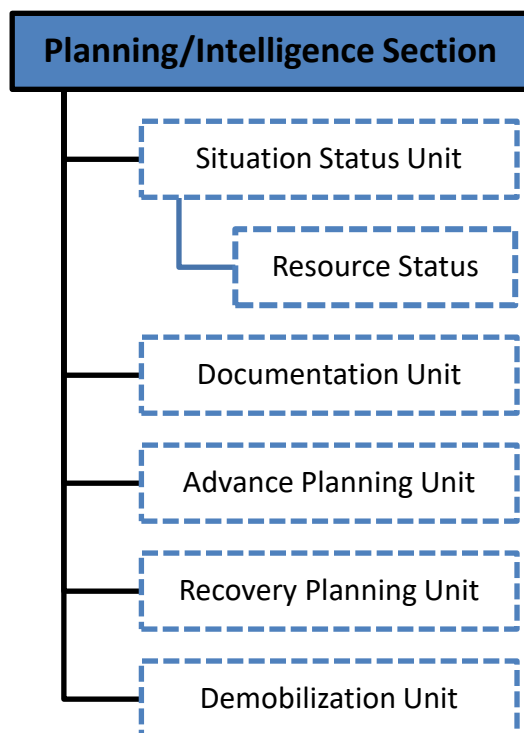 Planning/Intelligence Section
Situation Status Unit
Resource Status
Documentation Unit
Advance Planning Unit
Recovery Planning Unit
Demobilization Unit